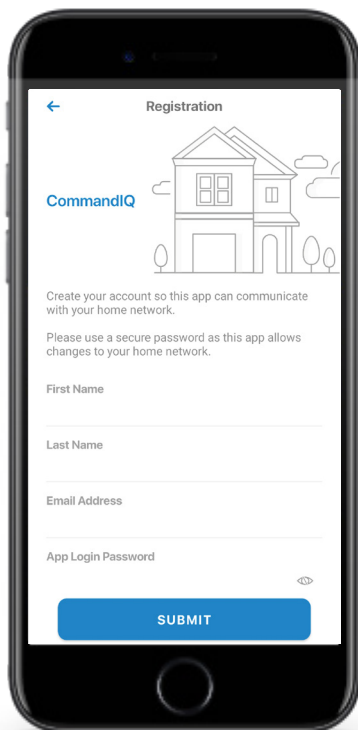 Registration
CommandIQ
Create your account so this app can communicate
with your home network.
Please use a secure password as this app allows
changes to your home network.
First Name
Last Name
Email Address
App Login Password
SUBMIT